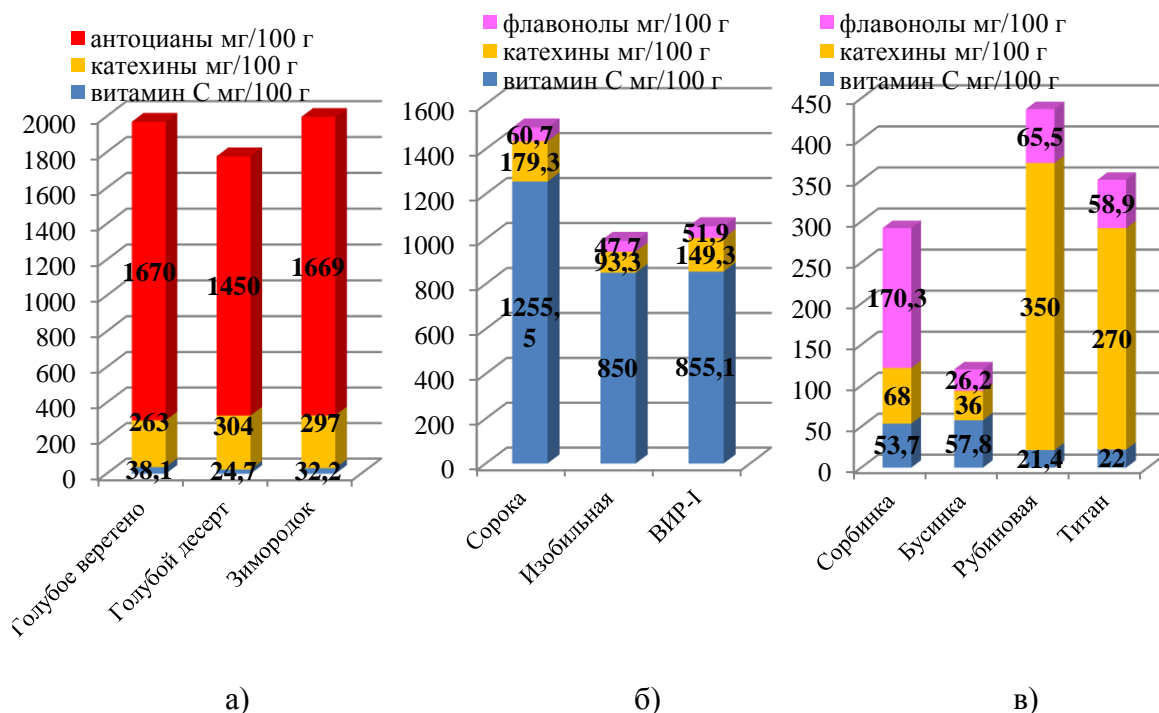 антоцианы мг/100 г
катехины мг/100 г
витамин С мг/100 г
2000
1800
1600
1400
1200
1000
800
600
400
200
0
1670
1450
1669
263
304
297
38,1
24,7
32,2
Голубое веретено
Голубой десерт
Зимородок
а)
флавонолы мг/100 г
катехины мг/100 г
витамин С мг/100 г
1600
1400
1200
1000
800
600
400
200
0
60,7
47,7
51,9
179,3
93,3
149,3
1255,
5
850
855,1
Сорока
Изобильная
ВИР-I
б)
флавонолы мг/100 г
катехины мг/100 г
витамин С мг/100 г
450
400
350
300
250
200
150
100
50
0
170,3
26,2
65,5
58,9
68
36
350
270
53,7
57,8
21,4
22
Сорбинка
Бусинка
Рубиновая
Титан
в)